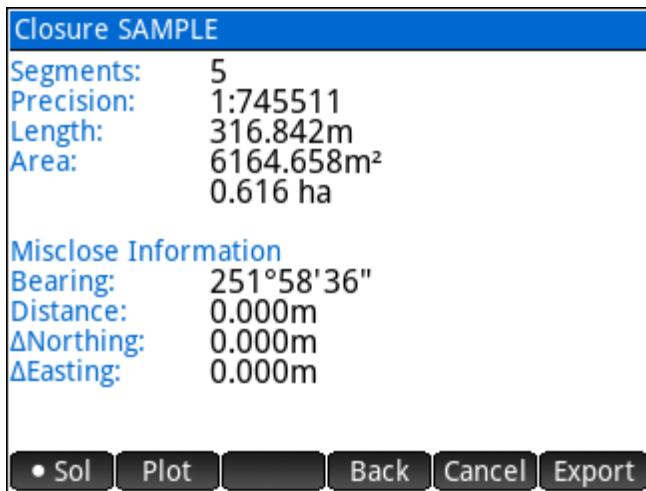 Closure SAMPLE
Segments: 5
Precision: 1:745511
Length: 316.842m
Area: 6164.658m²
0.616 ha
Misclose Information
Bearing: 251°58'36"
Distance: 0.000m
ΔNorthing: 0.000m
ΔEasting: 0.000m
• Sol Plot Back Cancel Export